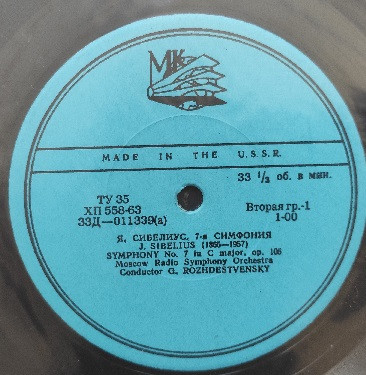 МК
MADE IN THE U.S.S.R.
33 1/3 об. в мин.
ТУ 35
ХП 558-63
33Д—011339(а)
Вторая гр.-1
1-00
Я. СИБЕЛИУС, 7-я СИМФОНИЯ
J. SIBELIUS (1865—1957)
SYMPHONY No. 7 in C major, op. 105
Moscow Radio Symphony Orchestra
Conductor G. ROZHDESTVENSKY